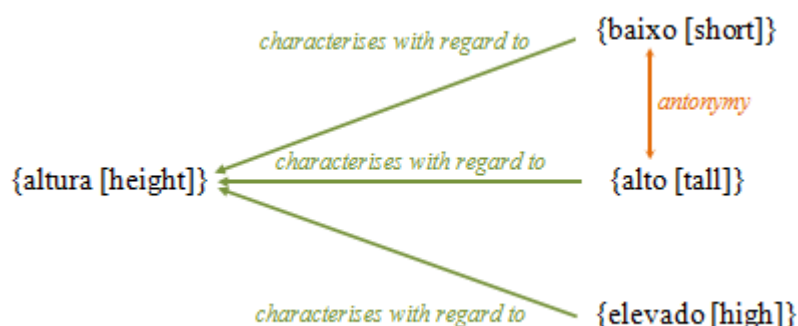 {baixo [short]}
characterises with regard to
antonymy
characterises with regard to
{altura [height]}
{alto [tall]}
characterises with regard to
{elevado [high]}